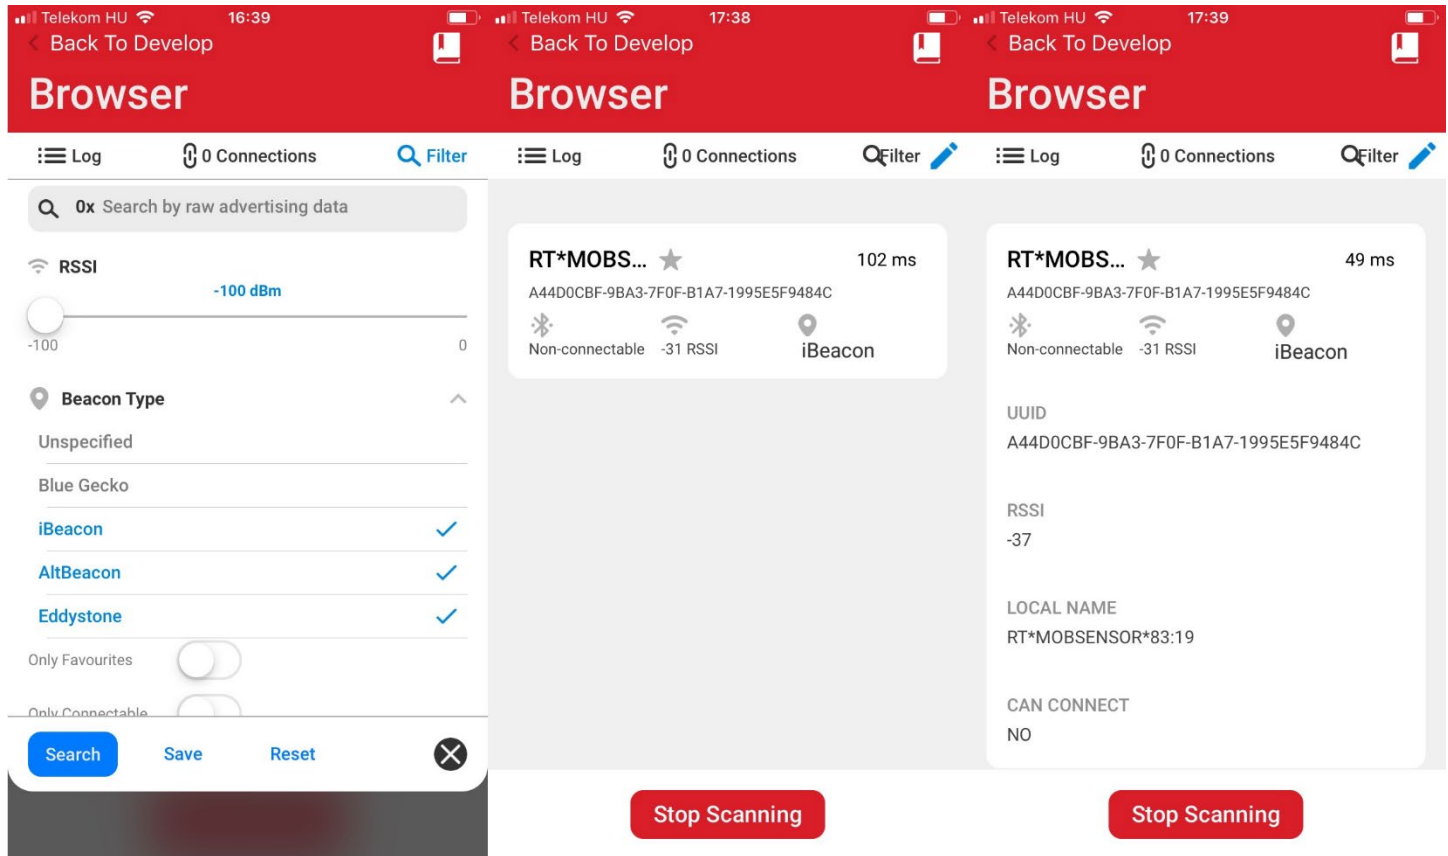 Telekom HU 16:39
Back To Develop
Browser
Log 0 Connections Filter
0x Search by raw advertising data
RSSI
-100 dBm
-100 0
Beacon Type
Unspecified
Blue Gecko
iBeacon
AltBeacon
Eddystone
Only Favourites
Only Connectable
Search Save Reset
Telekom HU 17:38
Back To Develop
Browser
Log 0 Connections Filter
RT*MOBS... 102 ms
A44D0CBF-9BA3-7F0F-B1A7-1995E5F9484C
Non-connectable -31 RSSI iBeacon
Stop Scanning
Telekom HU 17:39
Back To Develop
Browser
Log 0 Connections Filter
RT*MOBS... 49 ms
A44D0CBF-9BA3-7F0F-B1A7-1995E5F9484C
Non-connectable -31 RSSI iBeacon
UUID
A44D0CBF-9BA3-7F0F-B1A7-1995E5F9484C
RSSI
-37
LOCAL NAME
RT*MOBSENSOR*83:19
CAN CONNECT
NO
Stop Scanning